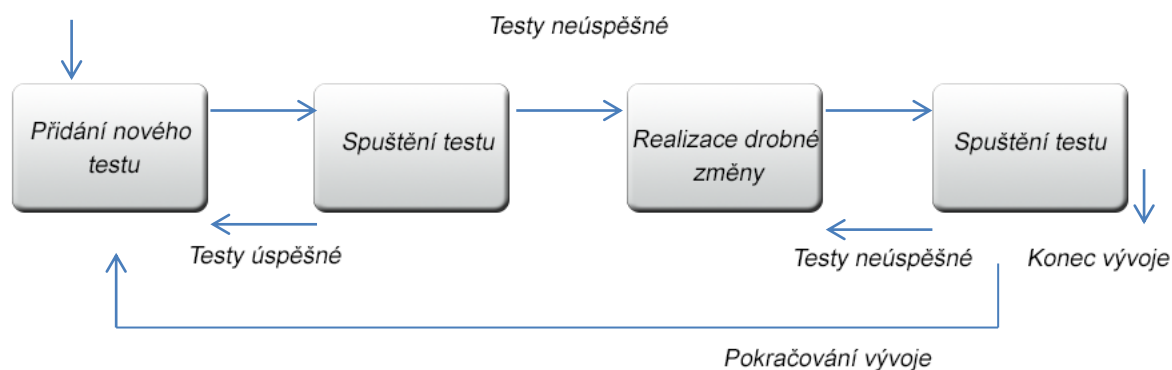 Testy neúspěšné
Přidání nového
testu
Spuštění testu
Realizace drobné
změny
Spuštění testu
Testy úspěšné
Testy neúspěšné
Konec vývoje
Pokračování vývoje